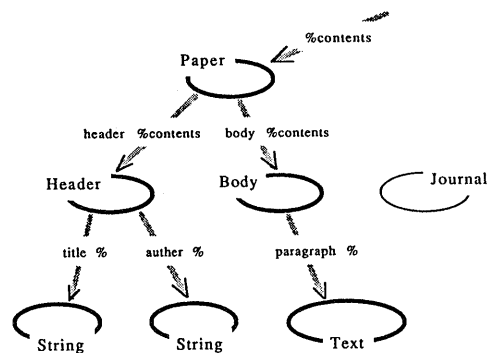 %contents
Paper
header %contents body %contents
Header Body Journal
title % auther % paragraph %
String String Text